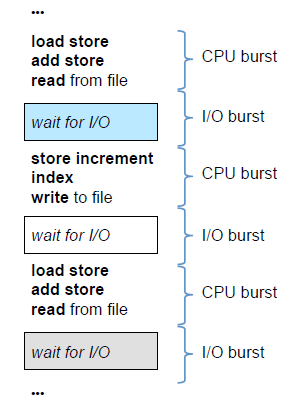 ...
load store
add store
read from file
CPU burst
wait for I/O
I/O burst
store increment
index
write to file
CPU burst
wait for I/O
I/O burst
load store
add store
read from file
CPU burst
wait for I/O
I/O burst
...